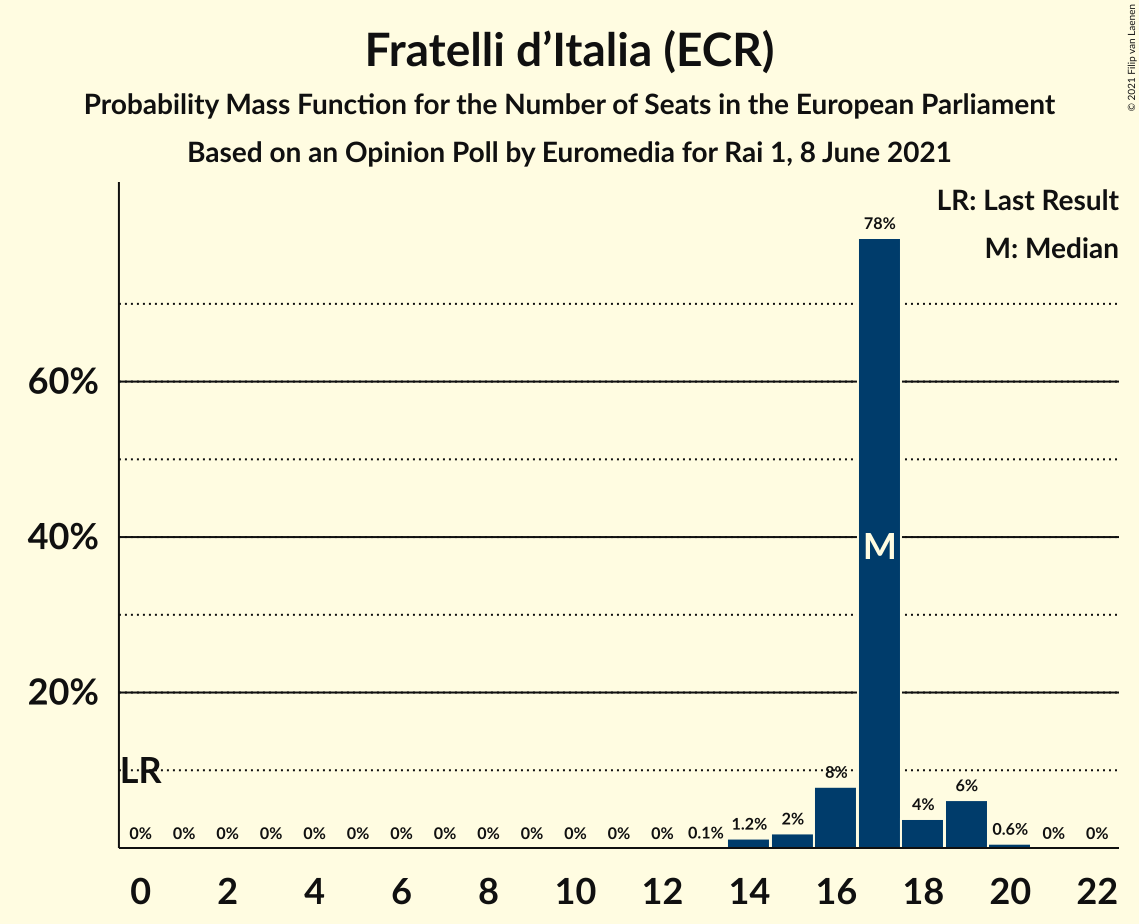 Fratelli d’Italia (ECR)
Probability Mass Function for the Number of Seats in the European Parliament
Based on an Opinion Poll by Euromedia for Rai 1, 8 June 2021
© 2021 Filip van Laenen
LR: Last Result
M: Median
78%
60%
40%
M
20%
LR
0% 0% 0% 0% 0% 0% 0% 0% 0% 0% 0% 0% 0% 0.1% 1.2% 2% 8% 4% 6% 0.6% 0% 0%
0 2 4 6 8 10 12 14 16 18 20 22